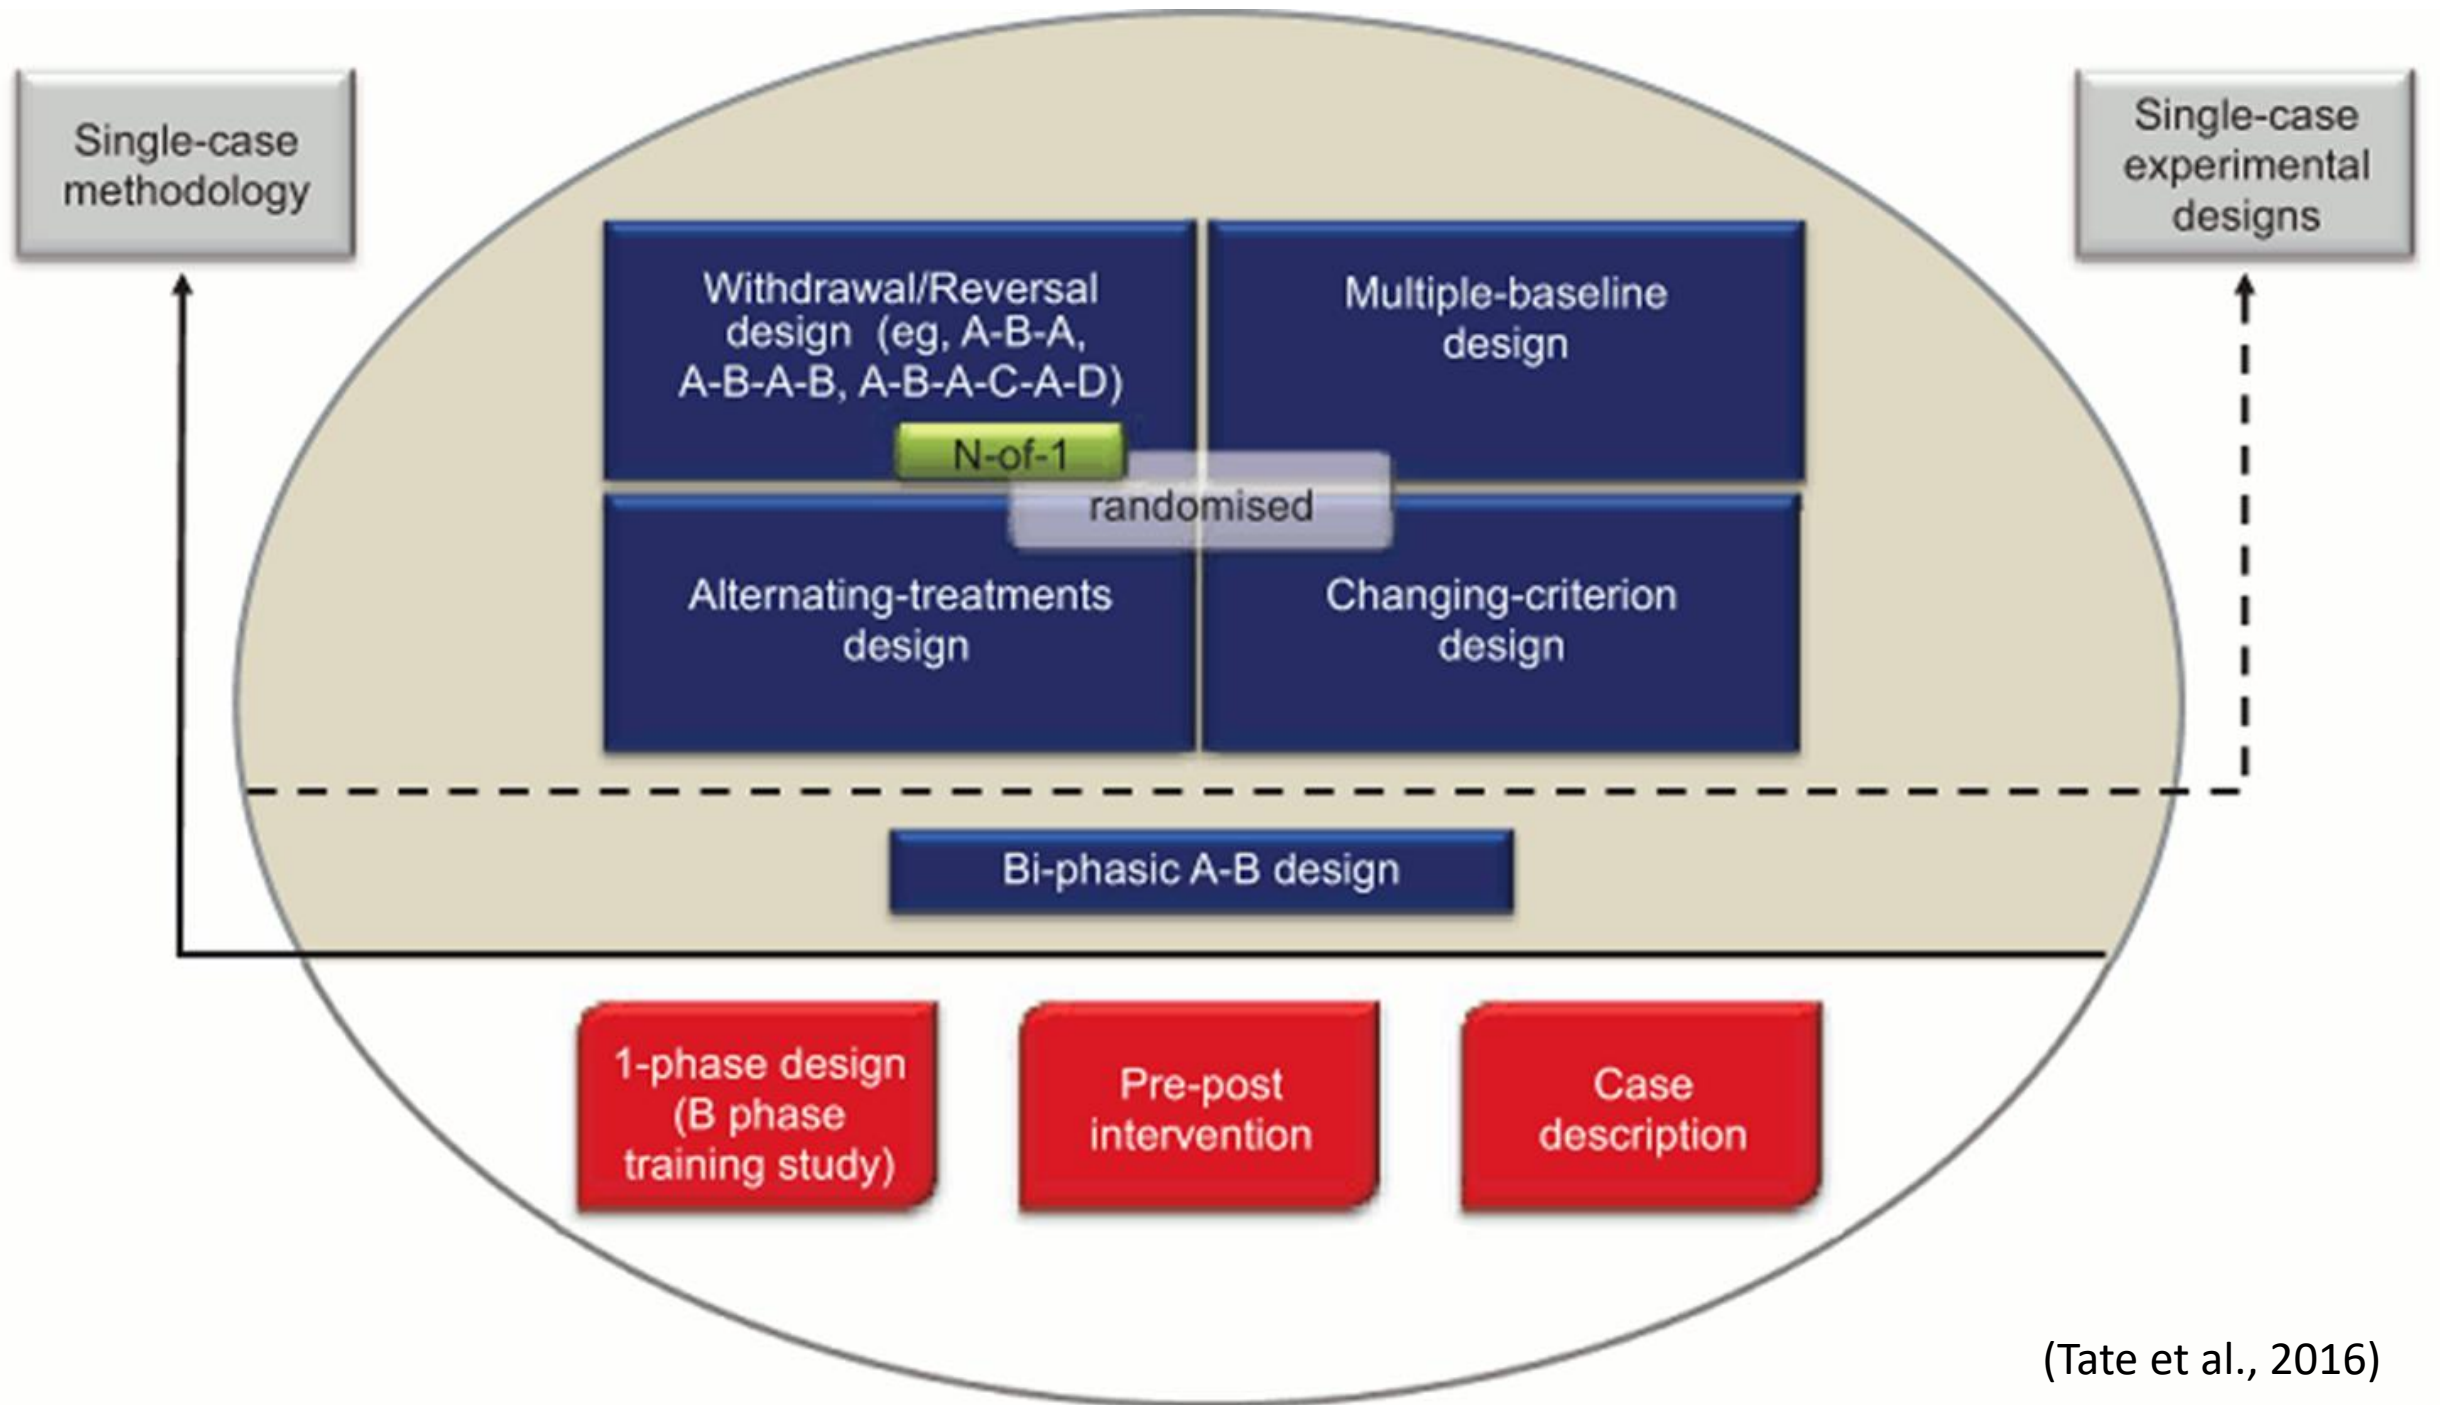 Single-case
methodology
Single-case
experimental
designs
Withdrawal/Reversal
design (eg, A-B-A,
A-B-A-B, A-B-A-C-A-D)
Multiple-baseline
design
N-of-1
randomised
Alternating-treatments
design
Changing-criterion
design
Bi-phasic A-B design
1-phase design
(B phase
training study)
Pre-post
intervention
Case
description
(Tate et al., 2016)